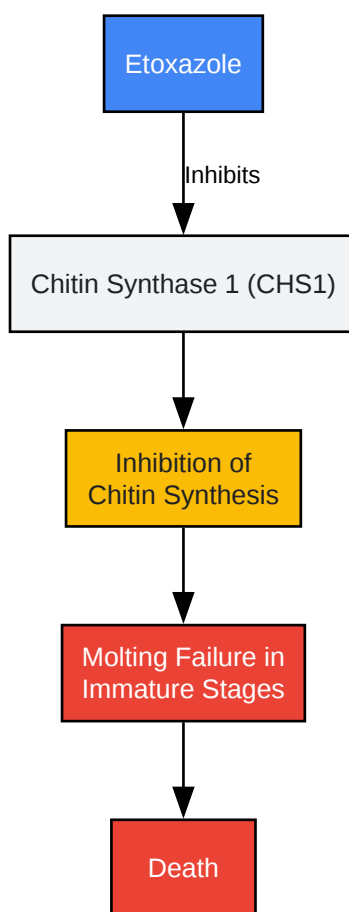 Etoxazole
Inhibits
Chitin Synthase 1 (CHS1)
Inhibition of
Chitin Synthesis
Molting Failure in
Immature Stages
Death